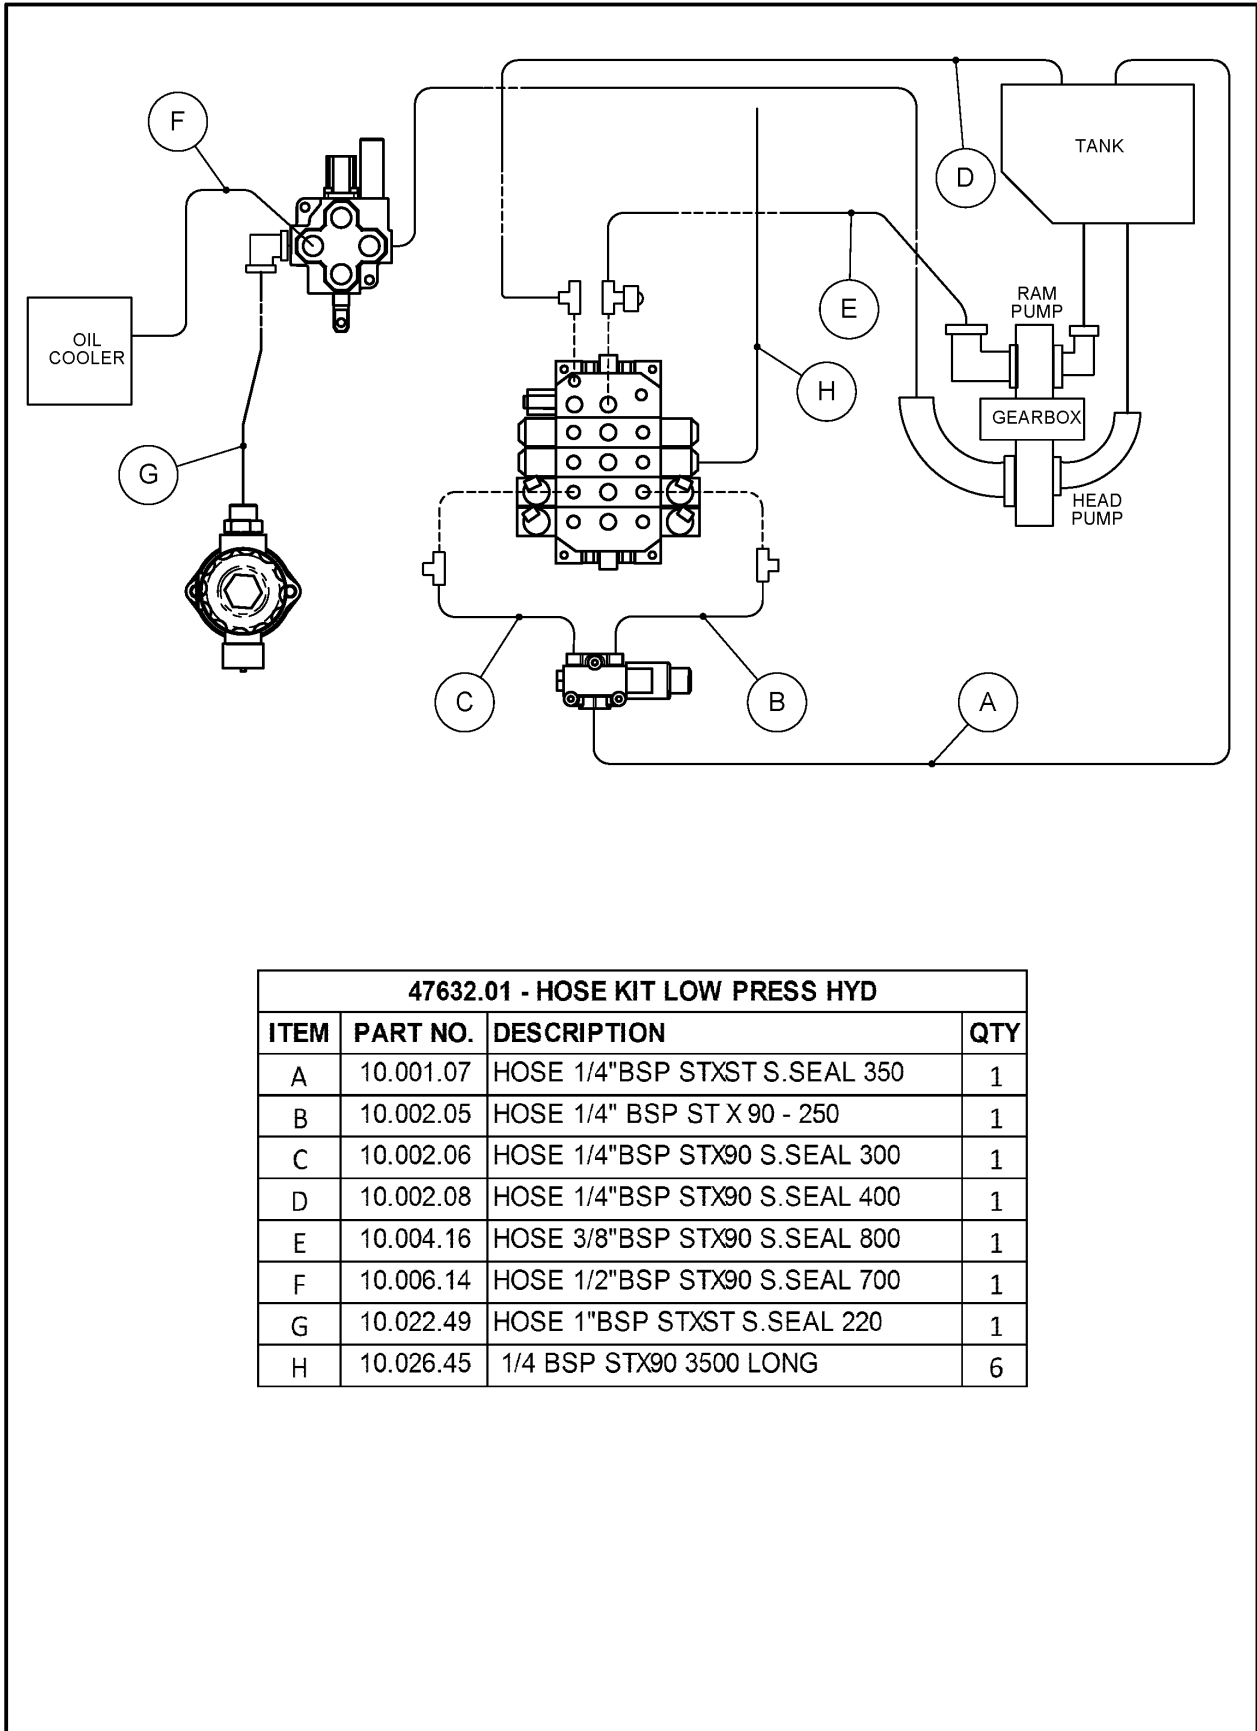 F
TANK
D
E
RAM
PUMP
OIL
COOLER
H
GEARBOX
G
HEAD
PUMP
C
B
A
47632.01 - HOSE KIT LOW PRESS HYD
ITEM PART NO. DESCRIPTION QTY
A 10.001.07 HOSE 1/4"BSP STXST S.SEAL 350 1
B 10.002.05 HOSE 1/4" BSP ST X 90 - 250 1
C 10.002.06 HOSE 1/4"BSP STX90 S.SEAL 300 1
D 10.002.08 HOSE 1/4"BSP STX90 S.SEAL 400 1
E 10.004.16 HOSE 3/8"BSP STX90 S.SEAL 800 1
F 10.006.14 HOSE 1/2"BSP STX90 S.SEAL 700 1
G 10.022.49 HOSE 1"BSP STXST S.SEAL 220 1
H 10.026.45 1/4 BSP STX90 3500 LONG 6